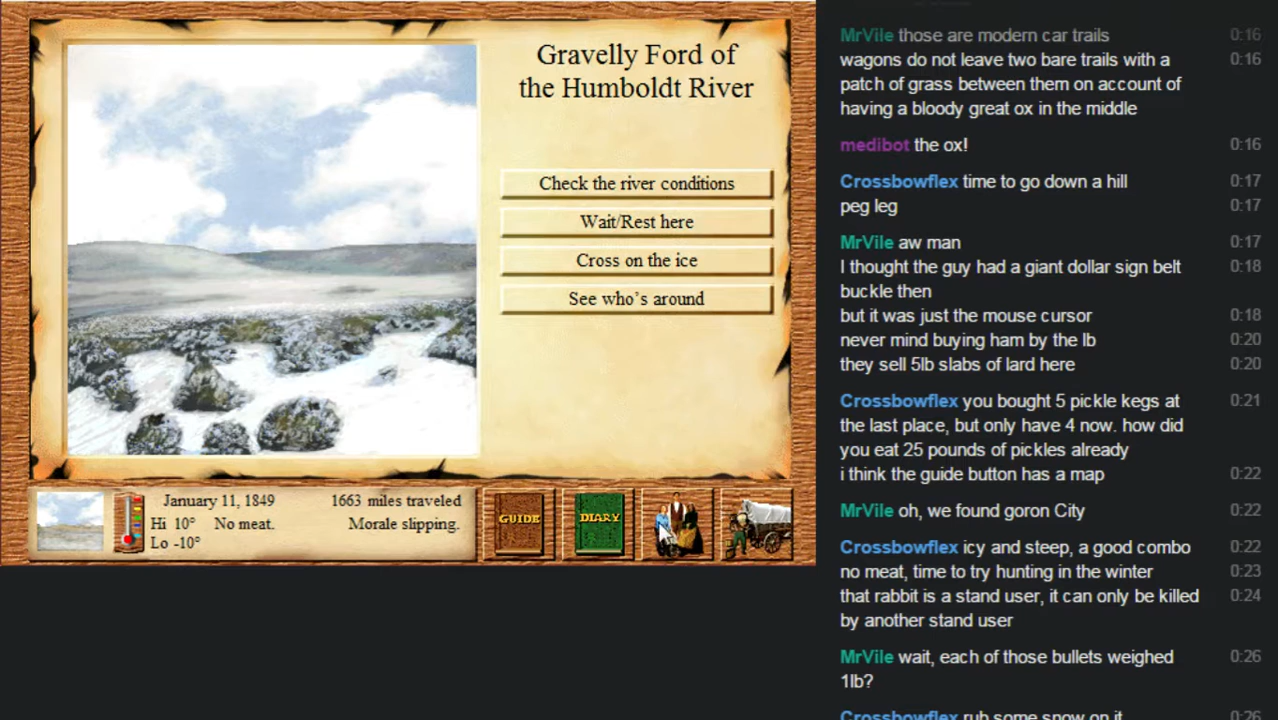 Gravelly Ford of
the Humboldt River
Check the river conditions
Wait/Rest here
Cross on the ice
See who's around
January 11, 1849
1663 miles traveled
Hi 10°
No meat.
Morale slipping.
Lo -10°
GUIDE
DIARY
MrVile those are modern car trails 0:16
wagons do not leave two bare trails with a 0:16
patch of grass between them on account of
having a bloody great ox in the middle
medibot the ox! 0:16
Crossbowflex time to go down a hill 0:17
peg leg 0:17
MrVile aw man 0:17
I thought the guy had a giant dollar sign belt 0:18
buckle then
but it was just the mouse cursor 0:18
never mind buying ham by the lb 0:20
they sell 5lb slabs of lard here 0:20
Crossbowflex you bought 5 pickle kegs at 0:21
the last place, but only have 4 now. how did
you eat 25 pounds of pickles already
i think the guide button has a map 0:22
MrVile oh, we found goron City 0:22
Crossbowflex icy and steep, a good combo 0:22
no meat, time to try hunting in the winter 0:23
that rabbit is a stand user, it can only be killed 0:24
by another stand user
MrVile wait, each of those bullets weighed 0:26
1lb?
Crossbowflex rub some snow on it 0:26